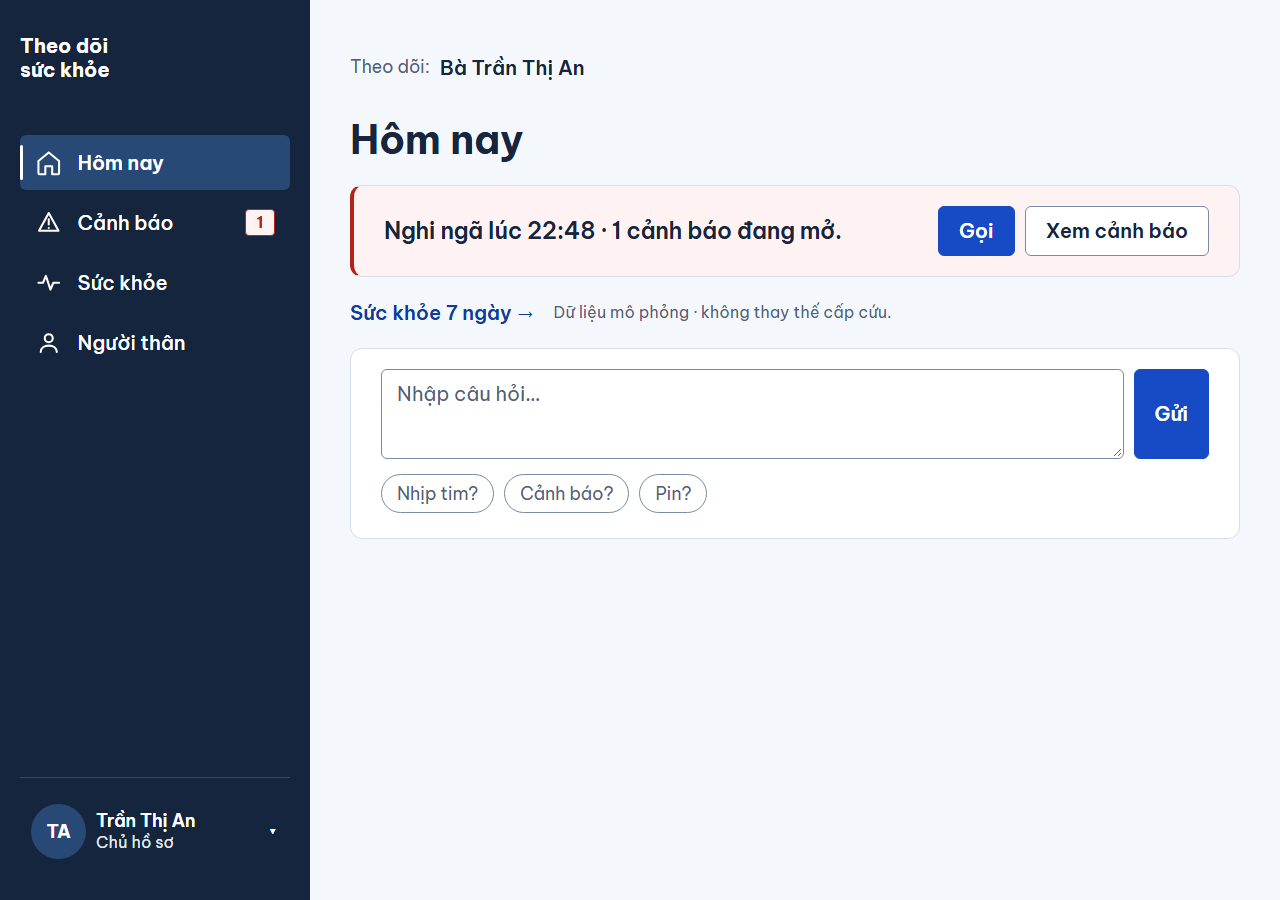 Theo dõi
sức khỏe
Hôm nay
Cảnh báo 1
Sức khỏe
Người thân
TA
Trần Thị An
Chủ hồ sơ
Theo dõi: Bà Trần Thị An
Hôm nay
Nghi ngã lúc 22:48 · 1 cảnh báo đang mở.
Gọi
Xem cảnh báo
Sức khỏe 7 ngày →
Dữ liệu mô phỏng · không thay thế cấp cứu.
Nhập câu hỏi...
Gửi
Nhịp tim?
Cảnh báo?
Pin?